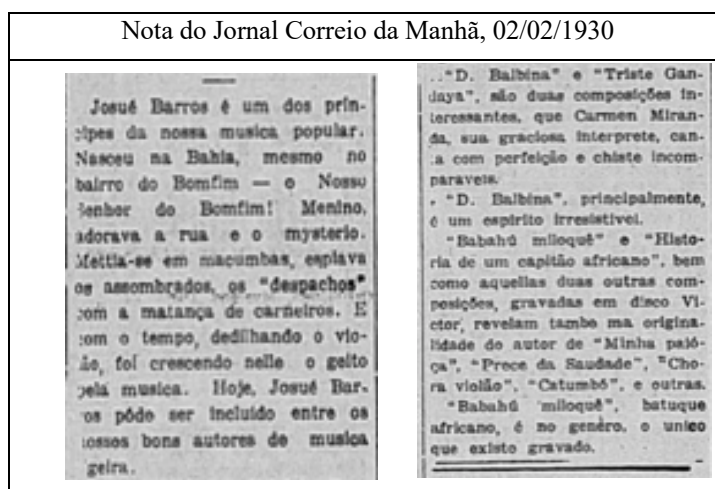 Nota do Jornal Correio da Manhã, 02/02/1930
Josué Barros é um dos prin-
cipes da nossa musica popular.
Nasceu na Bahia, mesmo no
bairro do Bomfim — o Nosso
Senhor do Bomfim! Menino,
adorava a rua e o mysterio.
Mettia-se em macumbas, espiava
os assombrados, os "despachos"
com a matança de carneiros. E
com o tempo, dedilhando o vio-
ão, foi crescendo nelle o geito
pela musica. Hoje, Josué Bar-
os póde ser incluido entre os
nossos bons autores de musica
geira.
.."D. Balbina" e "Triste Gan-
daya", são duas composições in-
teressantes, que Carmen Miran-
da, sua graciosa interprete, can-
ta com perfeição e chiste incom-
paraveis.
. "D. Balbina", principalmente,
é um espirito irresistivel.
"Babahú miloquê" e "Histo-
ria de um capitão africano", bem
como aquellas duas outras com-
posições, gravadas em disco Vi-
ctor, revelam tambe ma origina-
lidade do autor de "Minha palo-
ça", "Prece da Saudade", "Cho-
ra violão", "Catumbó", e outras.
"Babahú miloquê", batuque
africano, é no genéro, o unico
que existo gravado.